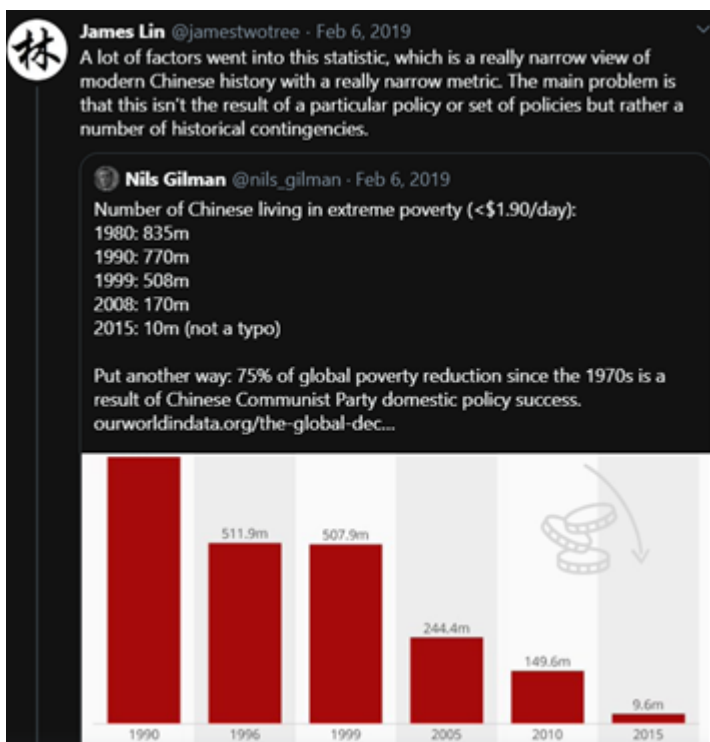 林
James Lin @jamestwotree · Feb 6, 2019
A lot of factors went into this statistic, which is a really narrow view of
modern Chinese history with a really narrow metric. The main problem is
that this isn't the result of a particular policy or set of policies but rather a
number of historical contingencies.
Nils Gilman @nils_gilman · Feb 6, 2019
Number of Chinese living in extreme poverty (<$1.90/day):
1980: 835m
1990: 770m
1999: 508m
2008: 170m
2015: 10m (not a typo)
Put another way: 75% of global poverty reduction since the 1970s is a
result of Chinese Communist Party domestic policy success.
ourworldindata.org/the-global-dec...
511.9m
507.9m
244.4m
149.6m
9.6m
1990 1996 1999 2005 2010 2015